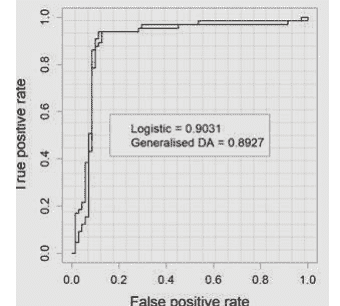 1.0
0.8
0.6
0.4
0.2
0.0
True positive rate
Logistic = 0.9031
Generalised DA = 0.8927
0.0 0.2 0.4 0.6 0.8 1.0
False positive rate